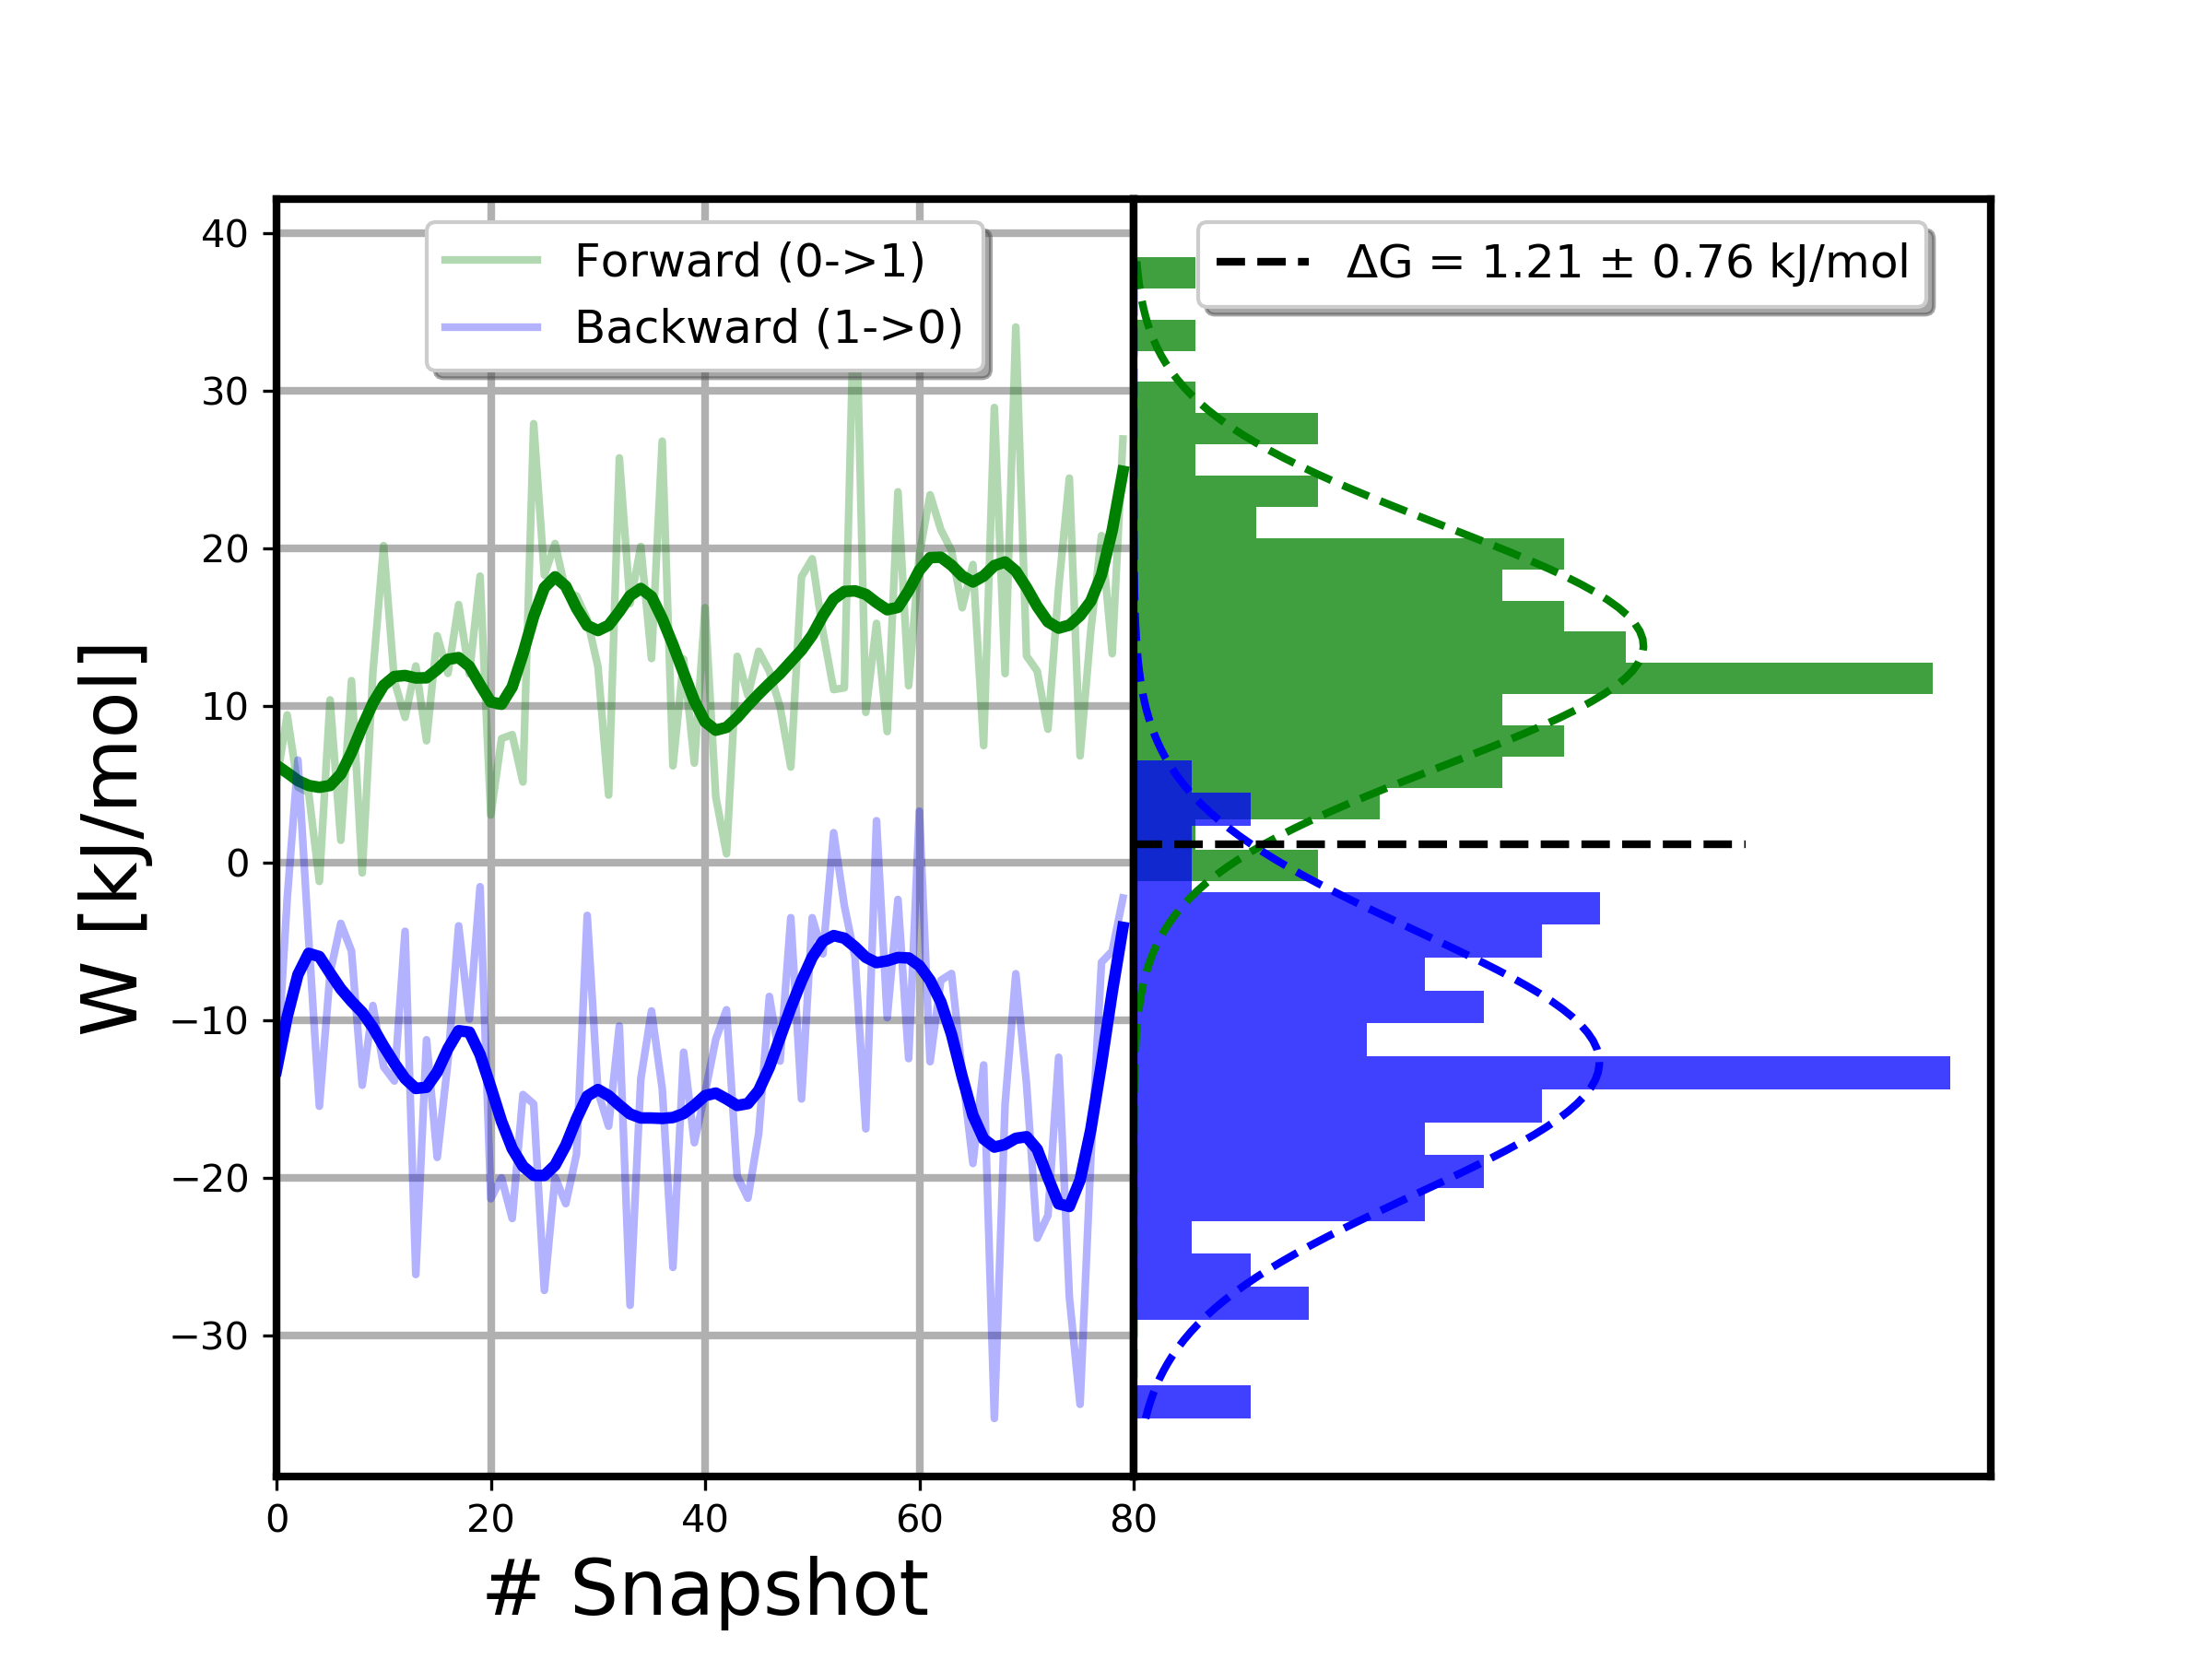 Forward (0->1)
Backward (1->0)
ΔG = 1.21 ± 0.76 kJ/mol
W [kJ/mol]
40
30
20
10
0
−10
−20
−30
0 20 40 60 80
# Snapshot